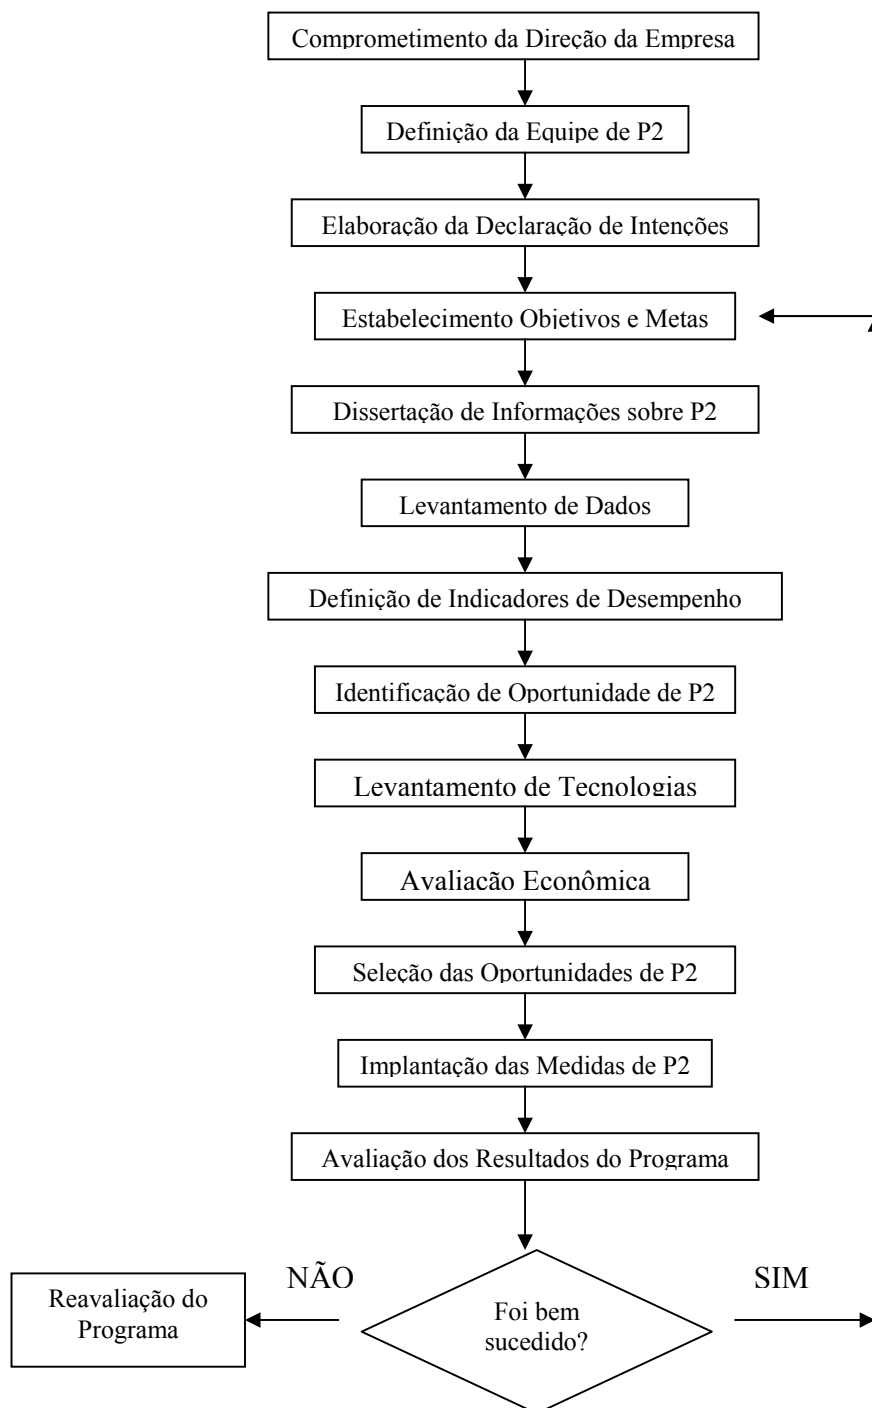 Comprometimento da Direção da Empresa
Definição da Equipe de P2
Elaboração da Declaração de Intenções
Estabelecimento Objetivos e Metas
Dissertação de Informações sobre P2
Levantamento de Dados
Definição de Indicadores de Desempenho
Identificação de Oportunidade de P2
Levantamento de Tecnologias
Avaliacão Econômica
Seleção das Oportunidades de P2
Implantação das Medidas de P2
Avaliação dos Resultados do Programa
NÃO
SIM
Reavaliação do
Programa
Foi bem
sucedido?